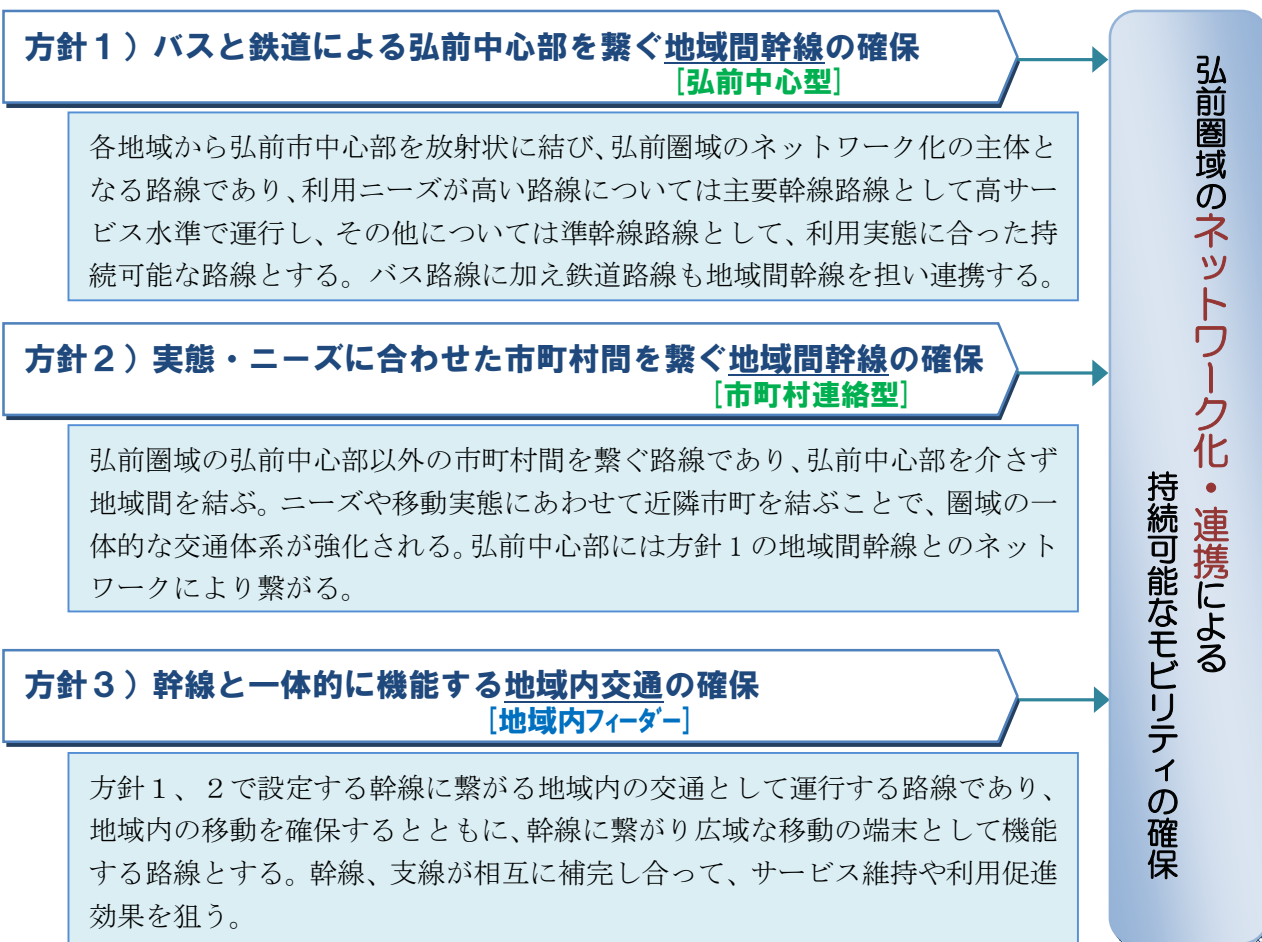 方針１）バスと鉄道による弘前中心部を繋ぐ地域間幹線の確保
[弘前中心型]
各地域から弘前市中心部を放射状に結び、弘前圏域のネットワーク化の主体と
なる路線であり、利用ニーズが高い路線については主要幹線路線として高サー
ビス水準で運行し、その他については準幹線路線として、利用実態に合った持
続可能な路線とする。バス路線に加え鉄道路線も地域間幹線を担い連携する。
方針２）実態・ニーズに合わせた市町村間を繋ぐ地域間幹線の確保
[市町村連絡型]
弘前圏域の弘前中心部以外の市町村間を繋ぐ路線であり、弘前中心部を介さず
地域間を結ぶ。ニーズや移動実態にあわせて近隣市町を結ぶことで、圏域の一
体的な交通体系が強化される。弘前中心部には方針１の地域間幹線とのネット
ワークにより繋がる。
方針３）幹線と一体的に機能する地域内交通の確保
[地域内フィーダー]
方針１、２で設定する幹線に繋がる地域内の交通として運行する路線であり、
地域内の移動を確保するとともに、幹線に繋がり広域な移動の端末として機能
する路線とする。幹線、支線が相互に補完し合って、サービス維持や利用促進
効果を狙う。
弘前圏域のネットワーク化・連携による
持続可能なモビリティの確保